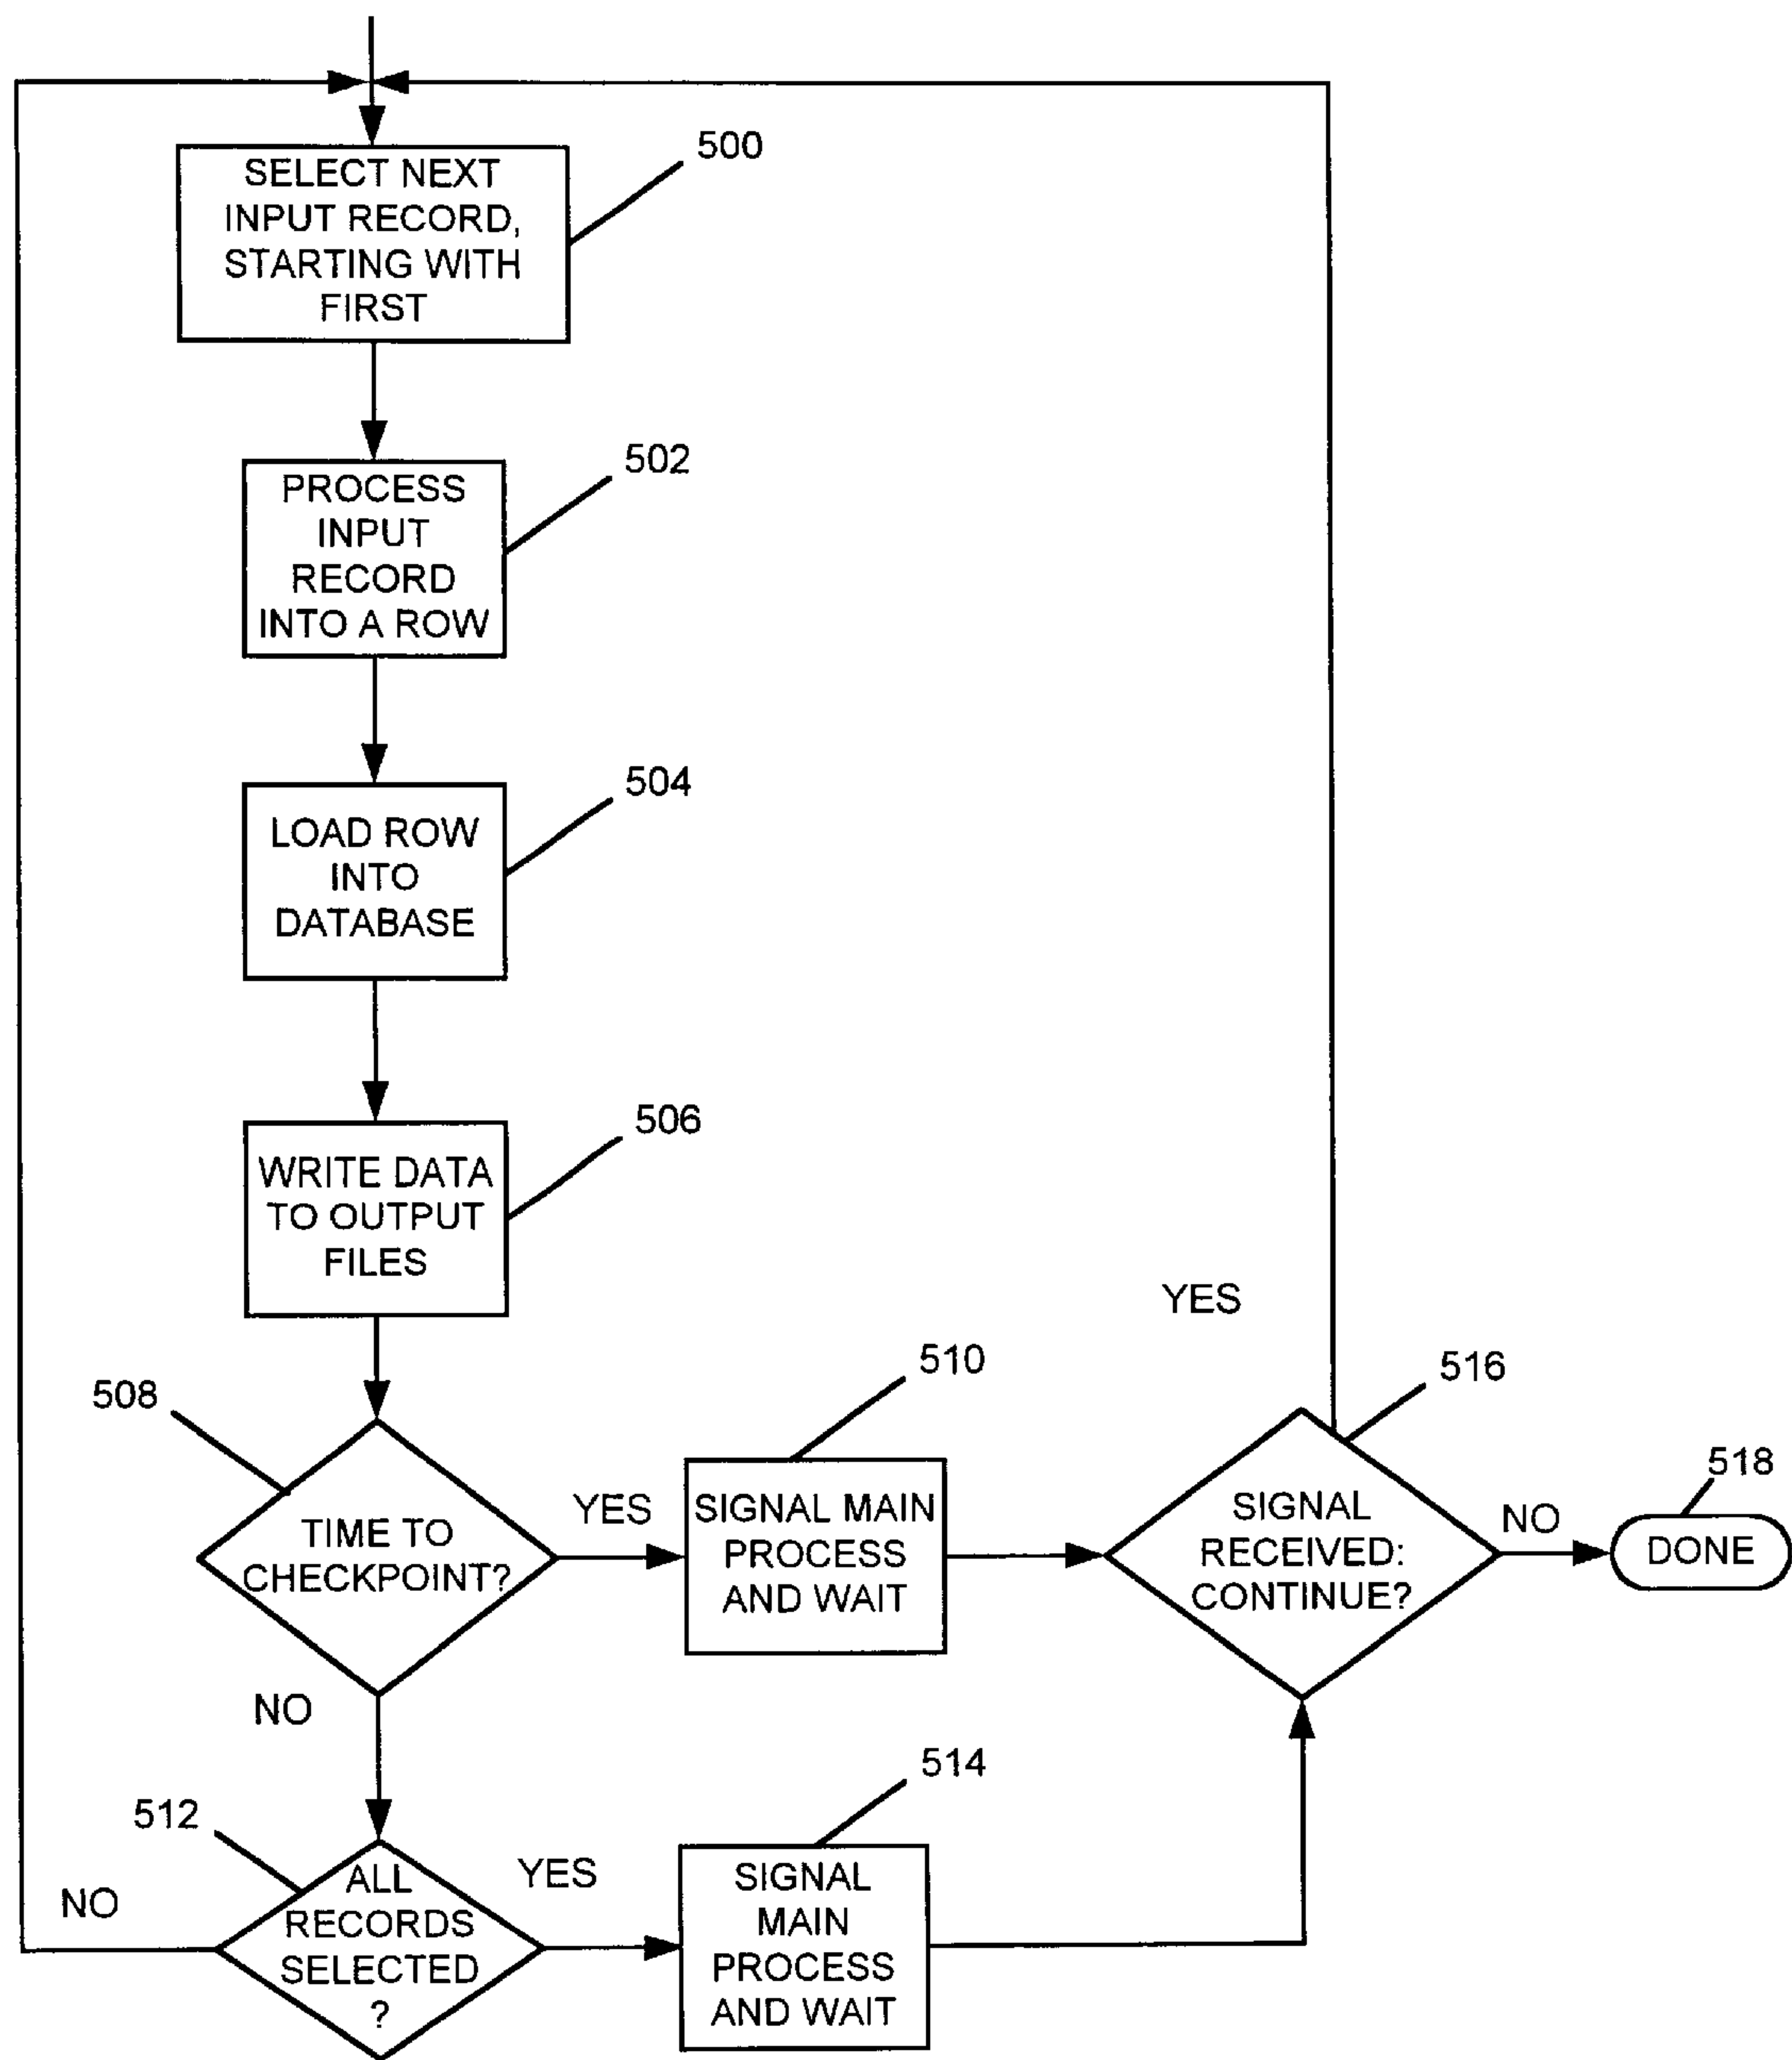 500
SELECT NEXT
INPUT RECORD,
STARTING WITH
FIRST
502
PROCESS
INPUT
RECORD
INTO A ROW
504
LOAD ROW
INTO
DATABASE
506
WRITE DATA
TO OUTPUT
FILES
508
TIME TO
CHECKPOINT?
YES
510
SIGNAL MAIN
PROCESS
AND WAIT
YES
516
SIGNAL
RECEIVED:
CONTINUE?
NO
518
DONE
NO
512
ALL
RECORDS
SELECTED
?
NO
YES
514
SIGNAL
MAIN
PROCESS
AND WAIT